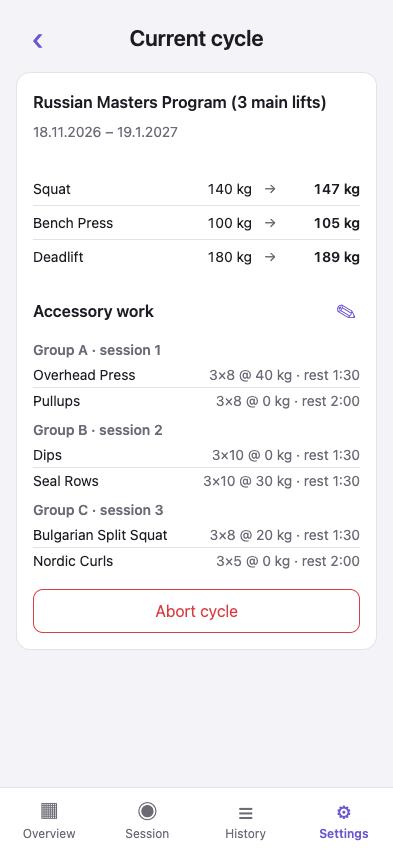 ‹ Current cycle
Russian Masters Program (3 main lifts)
18.11.2026 – 19.1.2027
Squat 140 kg → 147 kg
Bench Press 100 kg → 105 kg
Deadlift 180 kg → 189 kg
Accessory work ✎
Group A · session 1
Overhead Press 3×8 @ 40 kg · rest 1:30
Pullups 3×8 @ 0 kg · rest 2:00
Group B · session 2
Dips 3×10 @ 0 kg · rest 1:30
Seal Rows 3×10 @ 30 kg · rest 1:30
Group C · session 3
Bulgarian Split Squat 3×8 @ 20 kg · rest 1:30
Nordic Curls 3×5 @ 0 kg · rest 2:00
Abort cycle
Overview Session History Settings